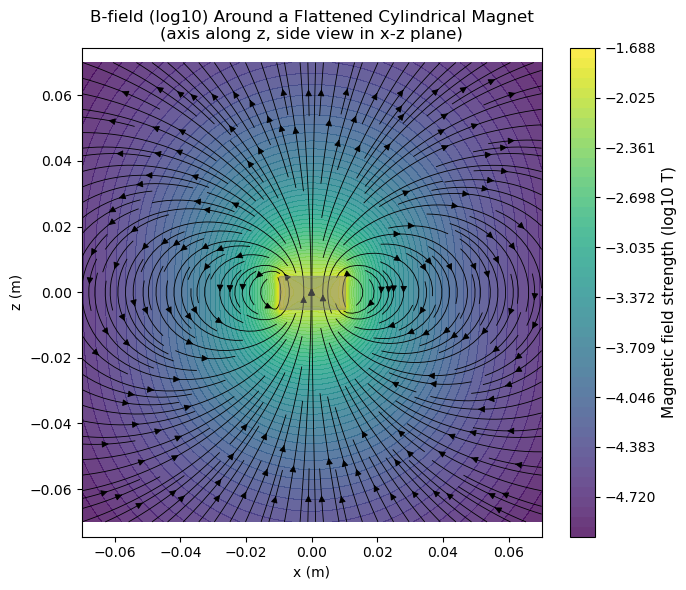 B-field (log10) Around a Flattened Cylindrical Magnet
(axis along z, side view in x-z plane)
0.06
0.04
0.02
0.00
−0.02
−0.04
−0.06
z (m)
−0.06 −0.04 −0.02 0.00 0.02 0.04 0.06
x (m)
−1.688
−2.025
−2.361
−2.698
−3.035
−3.372
−3.709
−4.046
−4.383
−4.720
Magnetic field strength (log10 T)